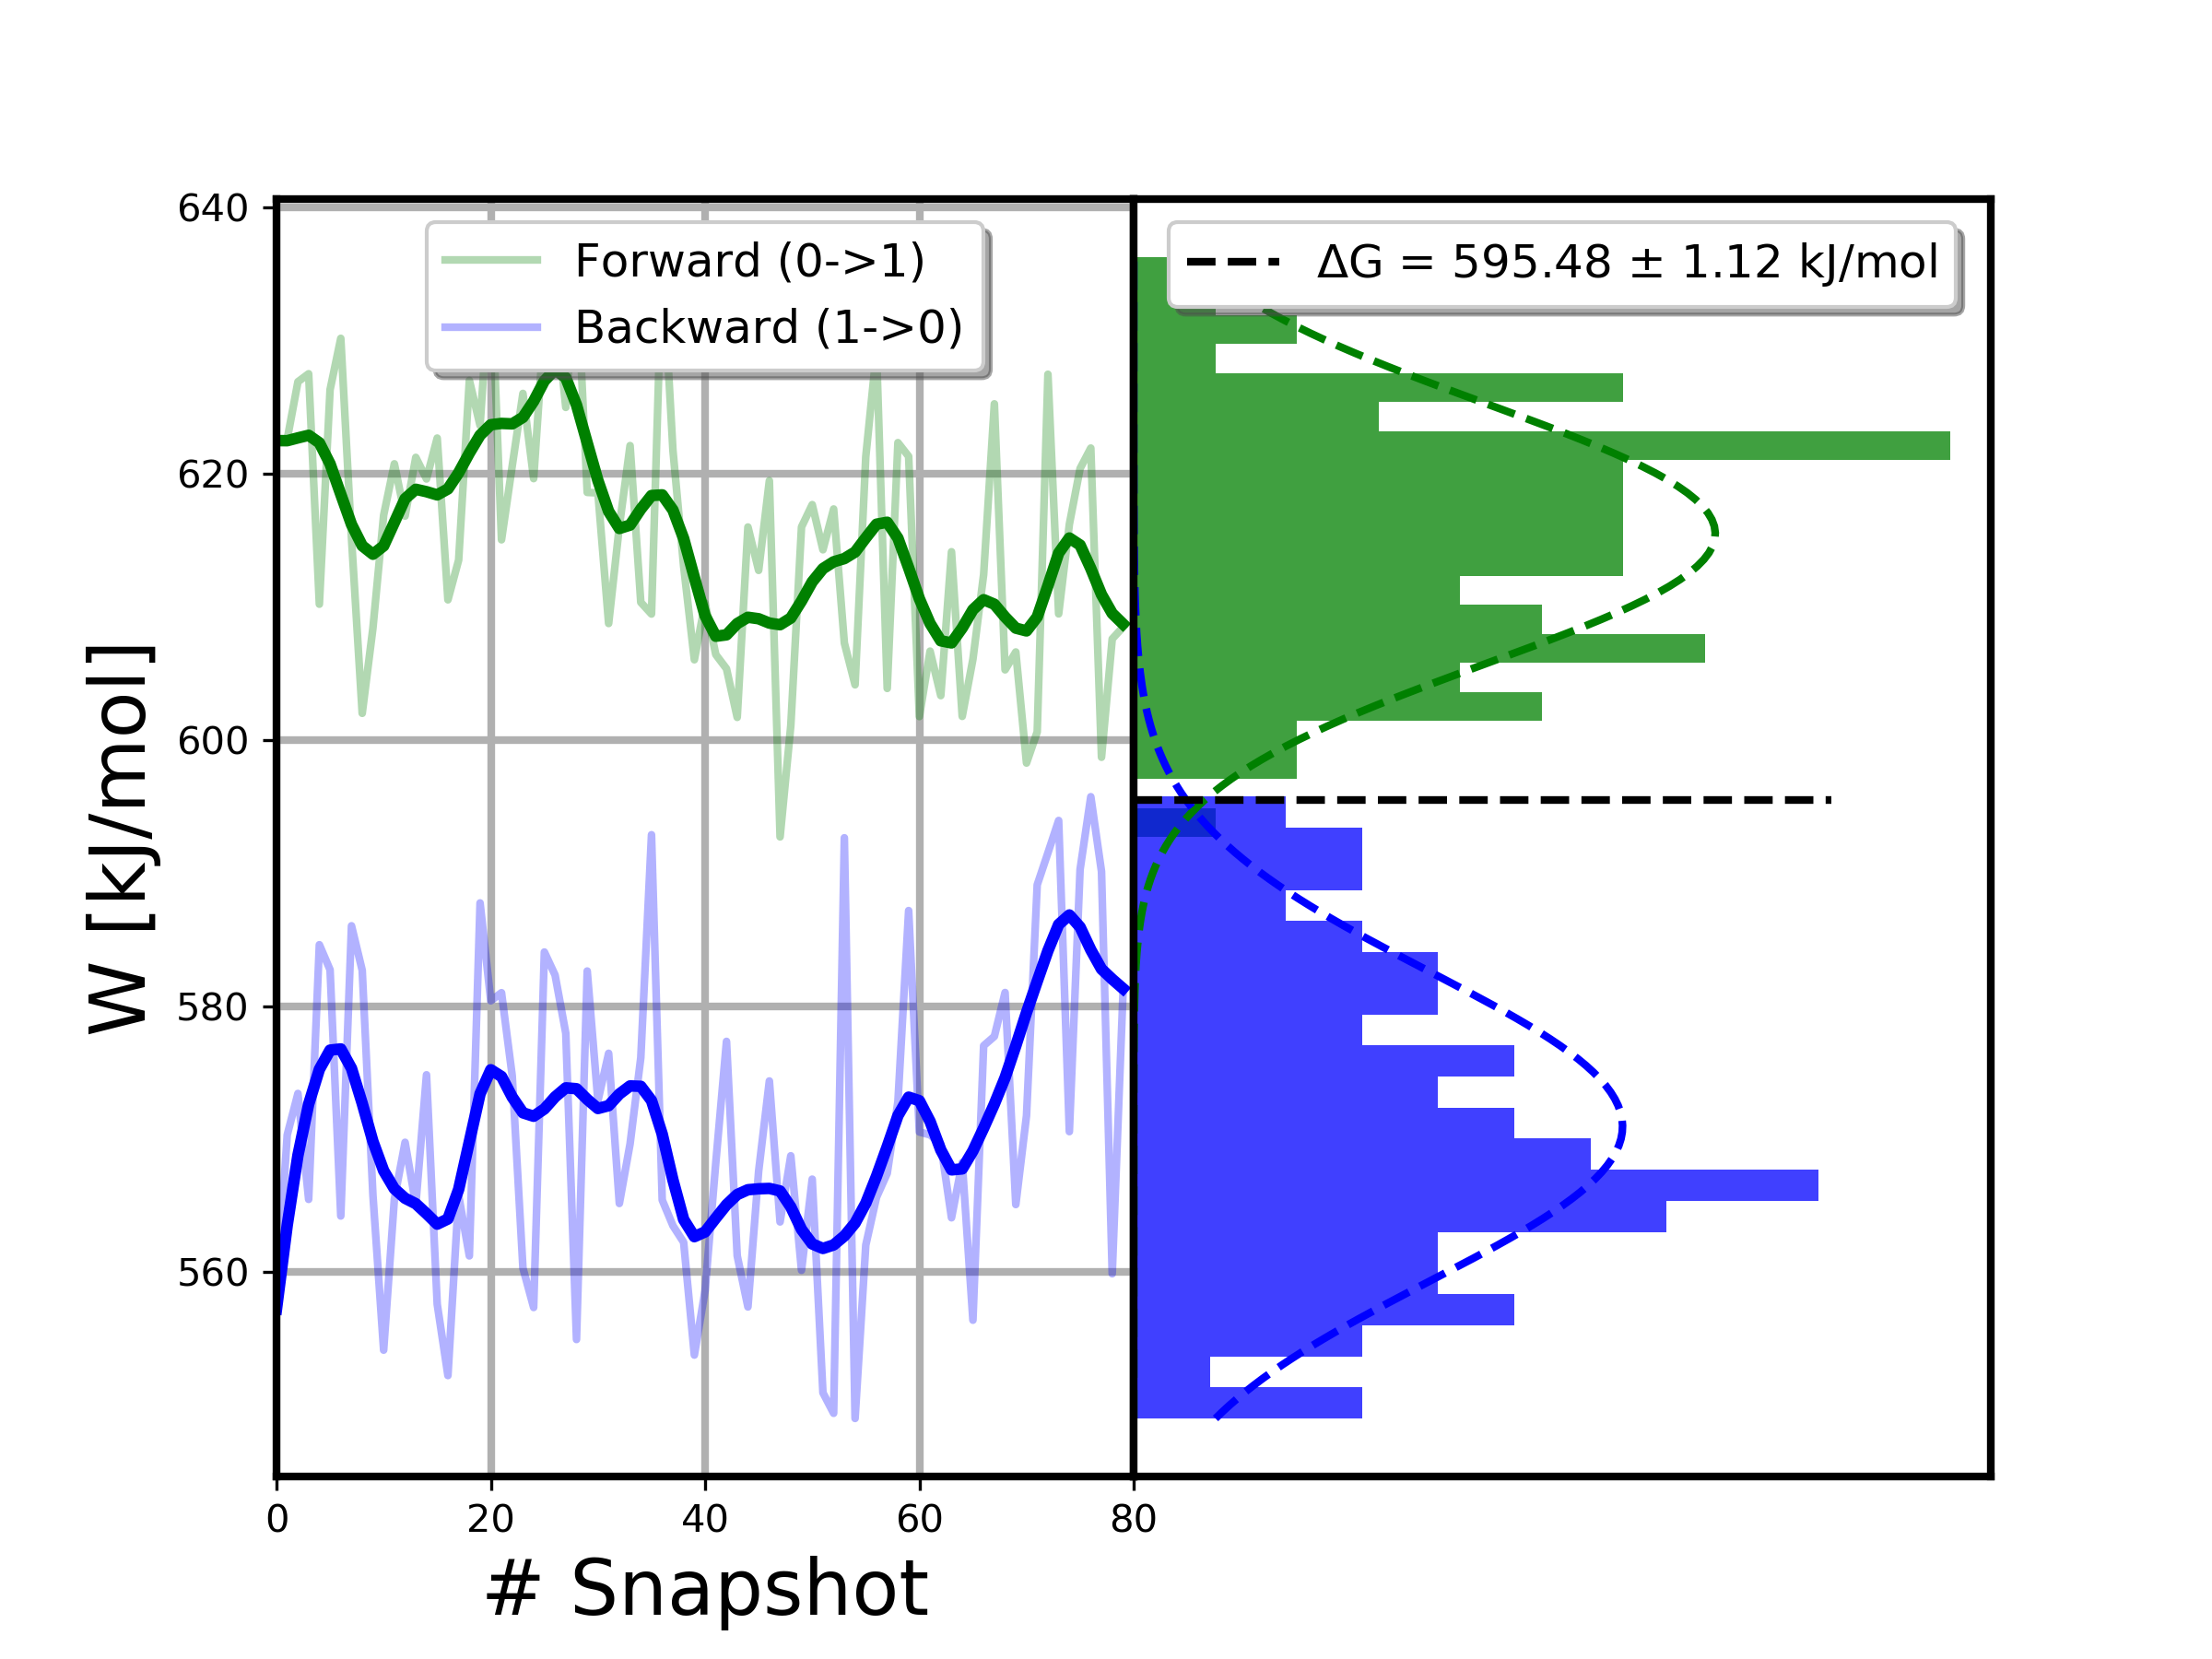 640
620
600
580
560
W [kJ/mol]
Forward (0->1)
Backward (1->0)
ΔG = 595.48 ± 1.12 kJ/mol
0 20 40 60 80
# Snapshot